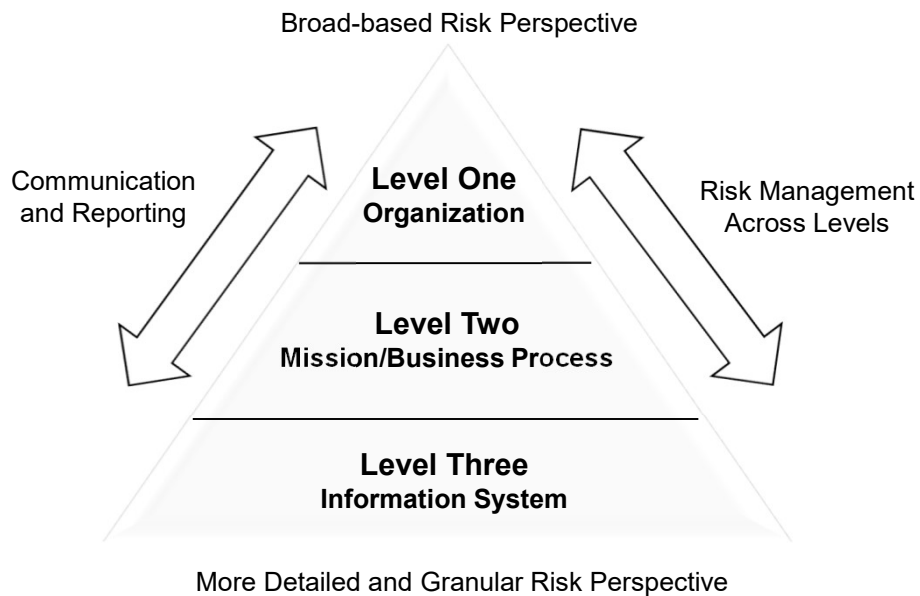 Broad-based Risk Perspective
Communication
and Reporting
Level One
Organization
Risk Management
Across Levels
Level Two
Mission/Business Process
Level Three
Information System
More Detailed and Granular Risk Perspective